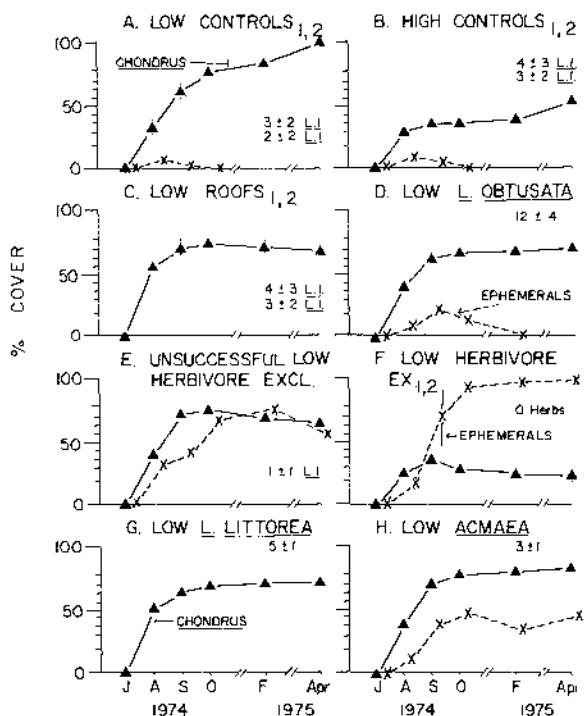 A. LOW CONTROLS 1,2
B. HIGH CONTROLS 1,2
100
50
0
CHONDRUS
3 ± 2 L.l.
2 ± 2 L.l.
4 ± 3 L.l.
3 ± 2 L.l.
C. LOW ROOFS 1,2
D. LOW L. OBTUSATA
12 ± 4
100
50
0
4 ± 3 L.l.
3 ± 2 L.l.
EPHEMERALS
% COVER
E. UNSUCCESSFUL LOW
HERBIVORE EXCL.
F. LOW HERBIVORE
EX. 1,2
100
50
0
1 ± 1 L.l.
0 Herbs
EPHEMERALS
G. LOW L. LITTOREA
5 ± 1
H. LOW ACMAEA
3 ± 1
100
50
0
CHONDRUS
J A S O F Apr
J A S O F Apr
1974 1975
1974 1975